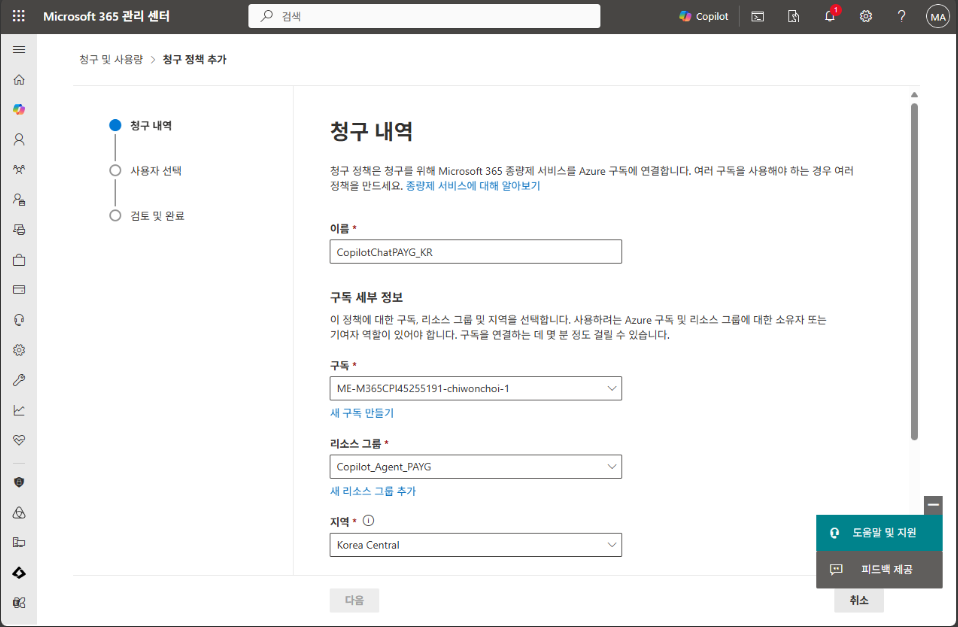 Microsoft 365 관리 센터
검색
Copilot
1
MA
청구 및 사용량 > 청구 정책 추가
청구 내역
사용자 선택
검토 및 완료
청구 내역
청구 정책은 청구를 위해 Microsoft 365 종량제 서비스를 Azure 구독에 연결합니다. 여러 구독을 사용해야 하는 경우 여러
정책을 만드세요. 종량제 서비스에 대해 알아보기
이름 *
CopilotChatPAYG_KR
구독 세부 정보
이 정책에 대한 구독, 리소스 그룹 및 지역을 선택합니다. 사용하려는 Azure 구독 및 리소스 그룹에 대한 소유자 또는
기여자 역할이 있어야 합니다. 구독을 연결하는 데 몇 분 정도 걸릴 수 있습니다.
구독 *
ME-M365CPI45255191-chiwonchoi-1
새 구독 만들기
리소스 그룹 *
Copilot_Agent_PAYG
새 리소스 그룹 추가
지역 *
Korea Central
도움말 및 지원
피드백 제공
다음
취소